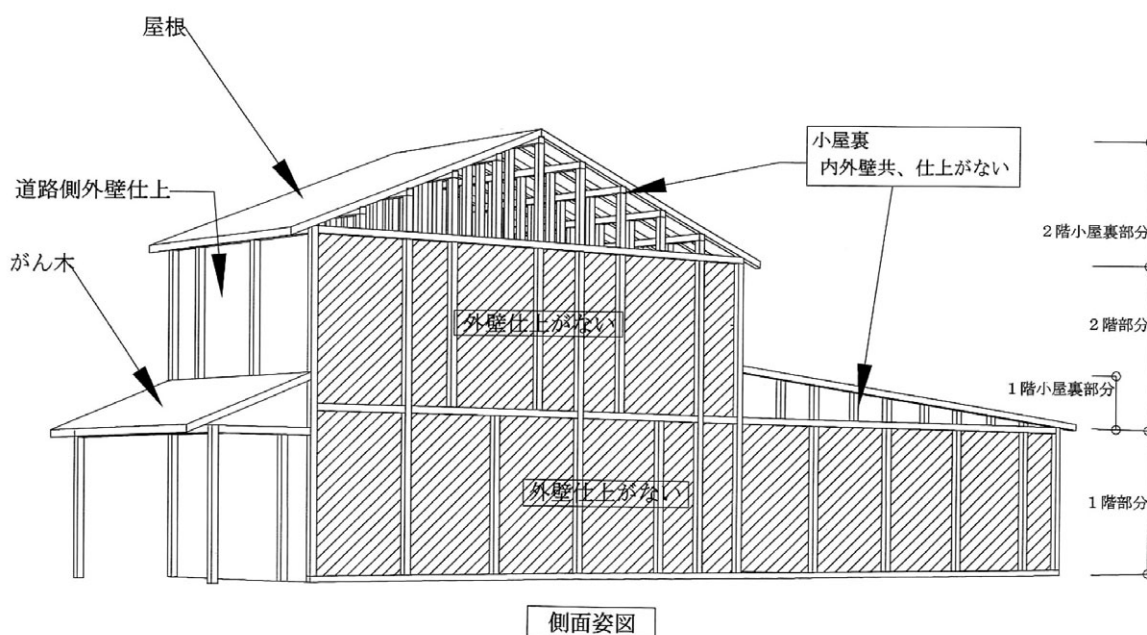 屋根
小屋裏
内外壁共、仕上がない
道路側外壁仕上
がん木
2階小屋裏部分
外壁仕上がない
2階部分
1階小屋裏部分
外壁仕上がない
1階部分
側面姿図